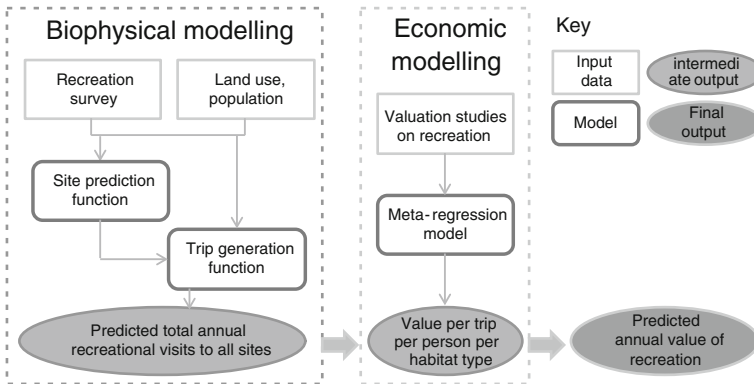 Biophysical modelling
Recreation
survey
Land use,
population
Site prediction
function
Trip generation
function
Predicted total annual
recreational visits to all sites
Economic
modelling
Valuation studies
on recreation
Meta-regression
model
Value per trip
per person per
habitat type
Key
Input
data
intermedi
ate output
Model
Final
output
Predicted
annual value of
recreation